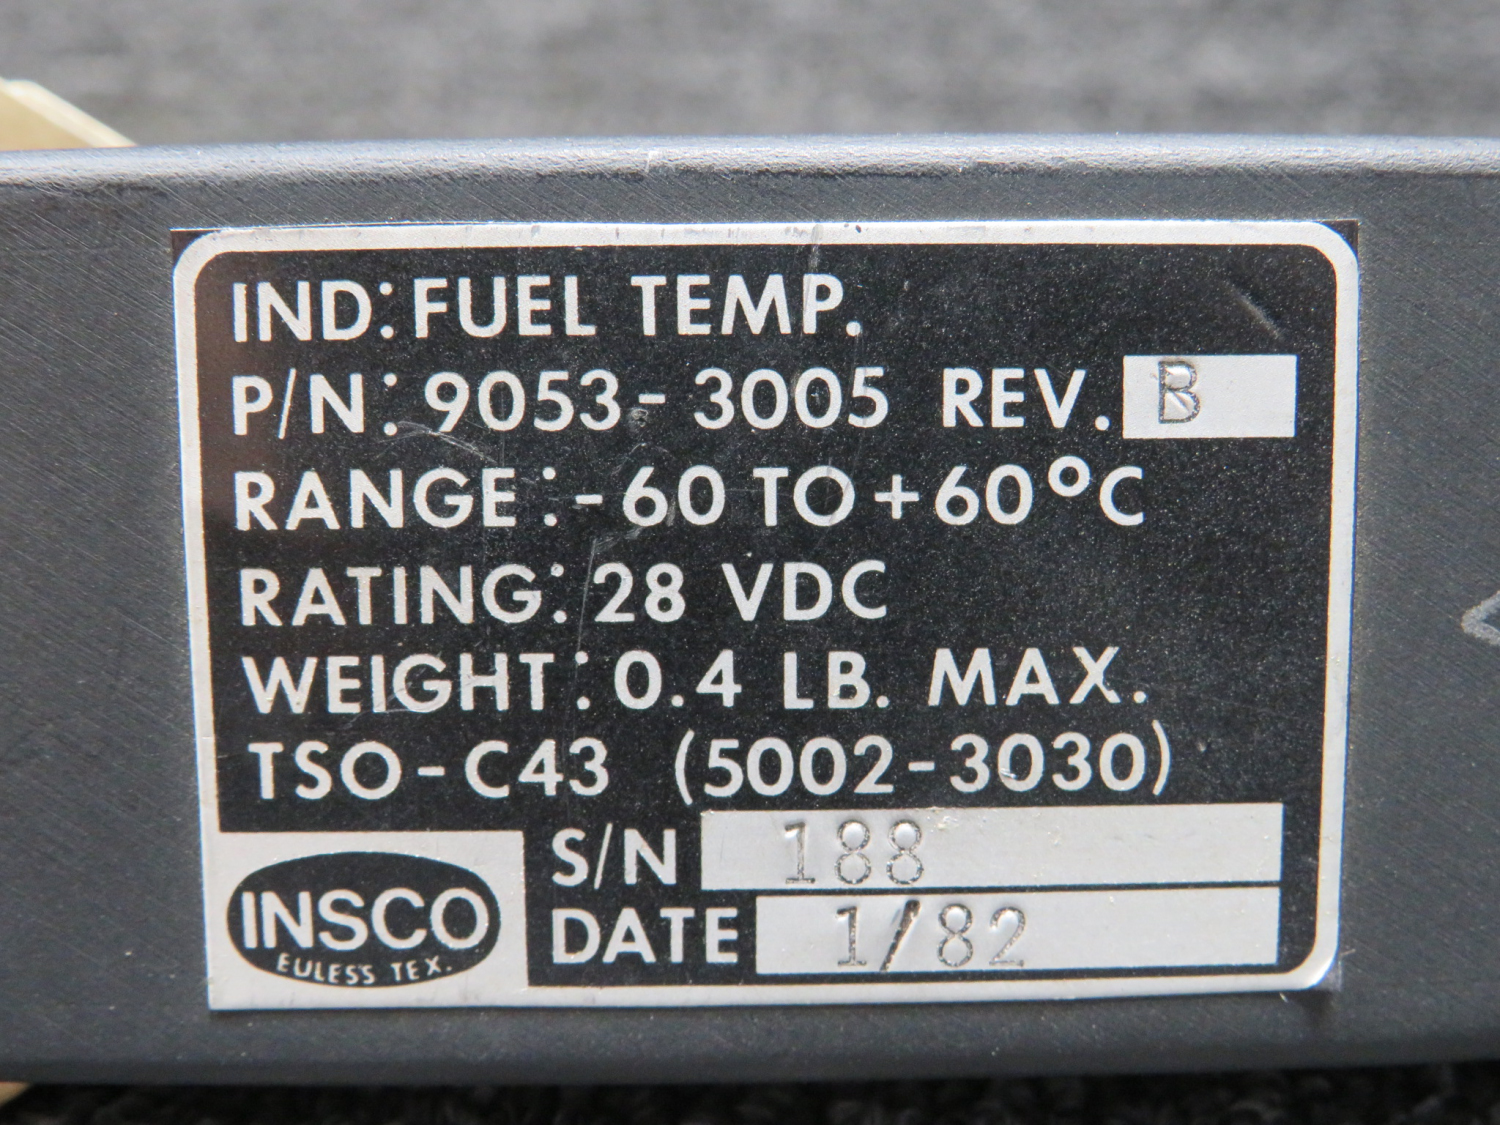 IND: FUEL TEMP.
P/N: 9053-3005 REV. B
RANGE: -60 TO +60°C
RATING: 28 VDC
WEIGHT: 0.4 LB. MAX.
TSO-C43 (5002-3030)
S/N 188
DATE 1/82
INSCO
EULESS TEX.